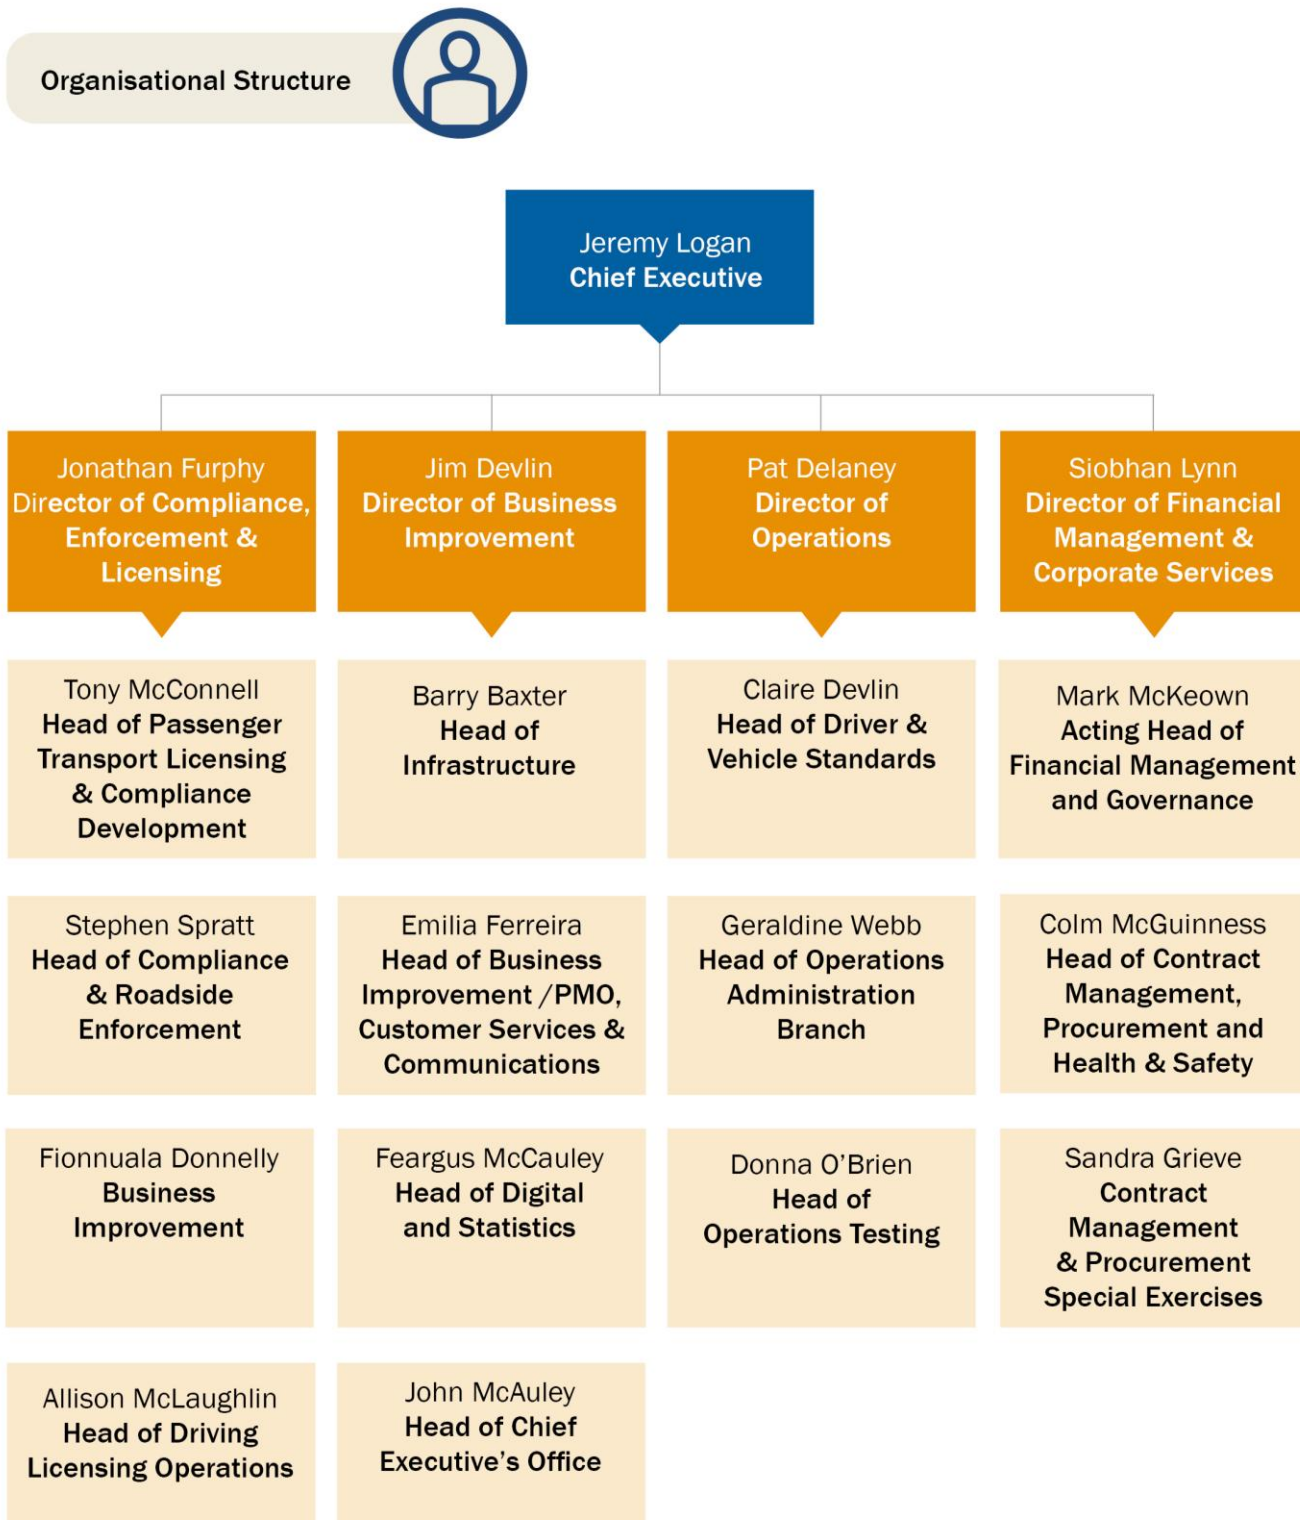 Organisational Structure
Jeremy Logan
Chief Executive
Jonathan Furphy
Director of Compliance,
Enforcement &
Licensing
Jim Devlin
Director of Business
Improvement
Pat Delaney
Director of
Operations
Siobhan Lynn
Director of Financial
Management &
Corporate Services
Tony McConnell
Head of Passenger
Transport Licensing
& Compliance
Development
Barry Baxter
Head of
Infrastructure
Claire Devlin
Head of Driver &
Vehicle Standards
Mark McKeown
Acting Head of
Financial Management
and Governance
Stephen Spratt
Head of Compliance
& Roadside
Enforcement
Emilia Ferreira
Head of Business
Improvement /PMO,
Customer Services &
Communications
Geraldine Webb
Head of Operations
Administration
Branch
Colm McGuinness
Head of Contract
Management,
Procurement and
Health & Safety
Fionnuala Donnelly
Business
Improvement
Feargus McCauley
Head of Digital
and Statistics
Donna O'Brien
Head of
Operations Testing
Sandra Grieve
Contract
Management
& Procurement
Special Exercises
Allison McLaughlin
Head of Driving
Licensing Operations
John McAuley
Head of Chief
Executive's Office